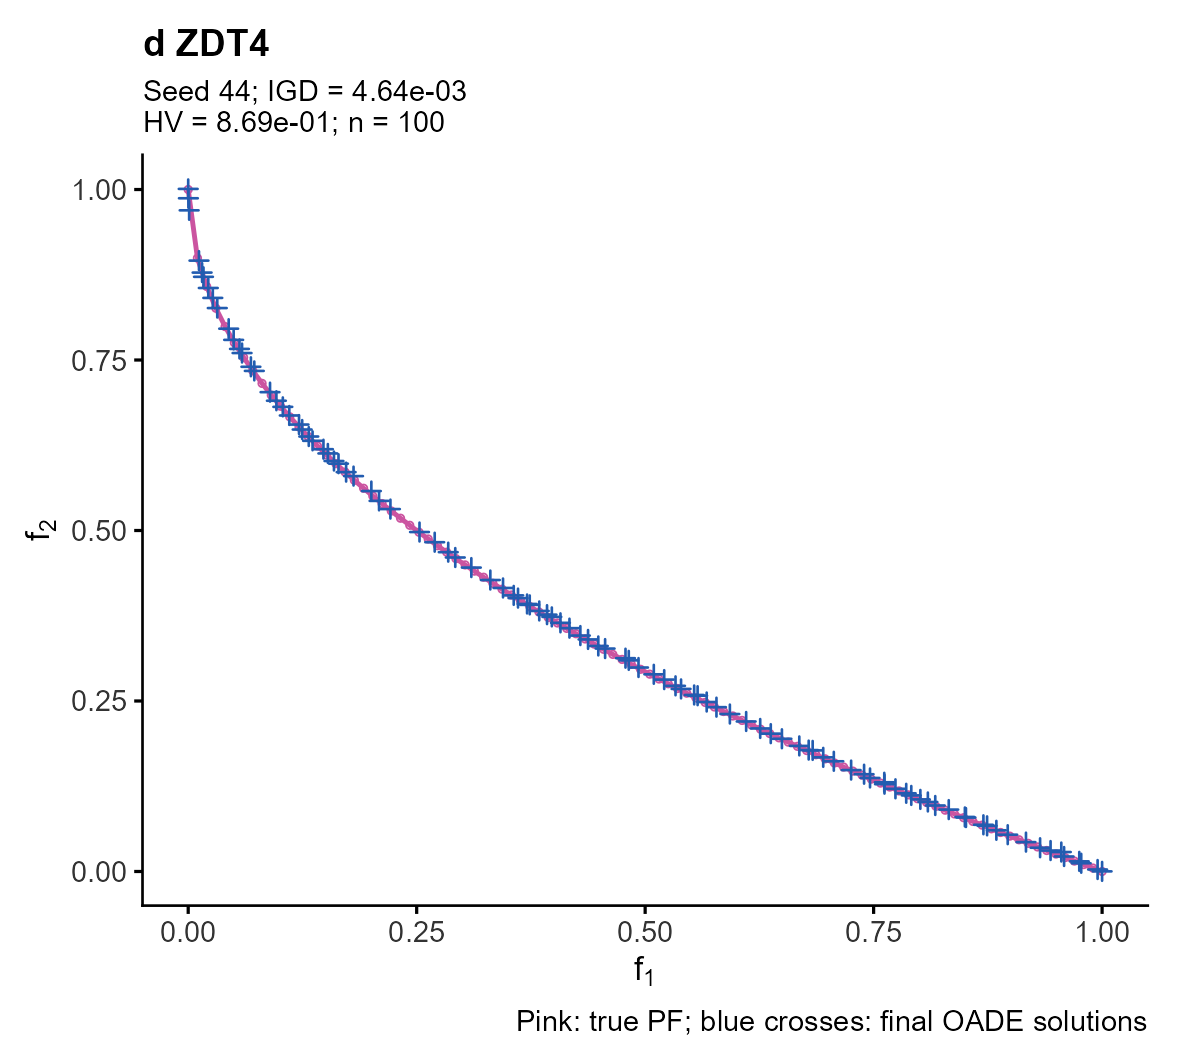 d ZDT4
Seed 44; IGD = 4.64e-03
HV = 8.69e-01; n = 100
1.00
0.75
0.50
0.25
0.00
f₂
0.00 0.25 0.50 0.75 1.00
f₁
Pink: true PF; blue crosses: final OADE solutions